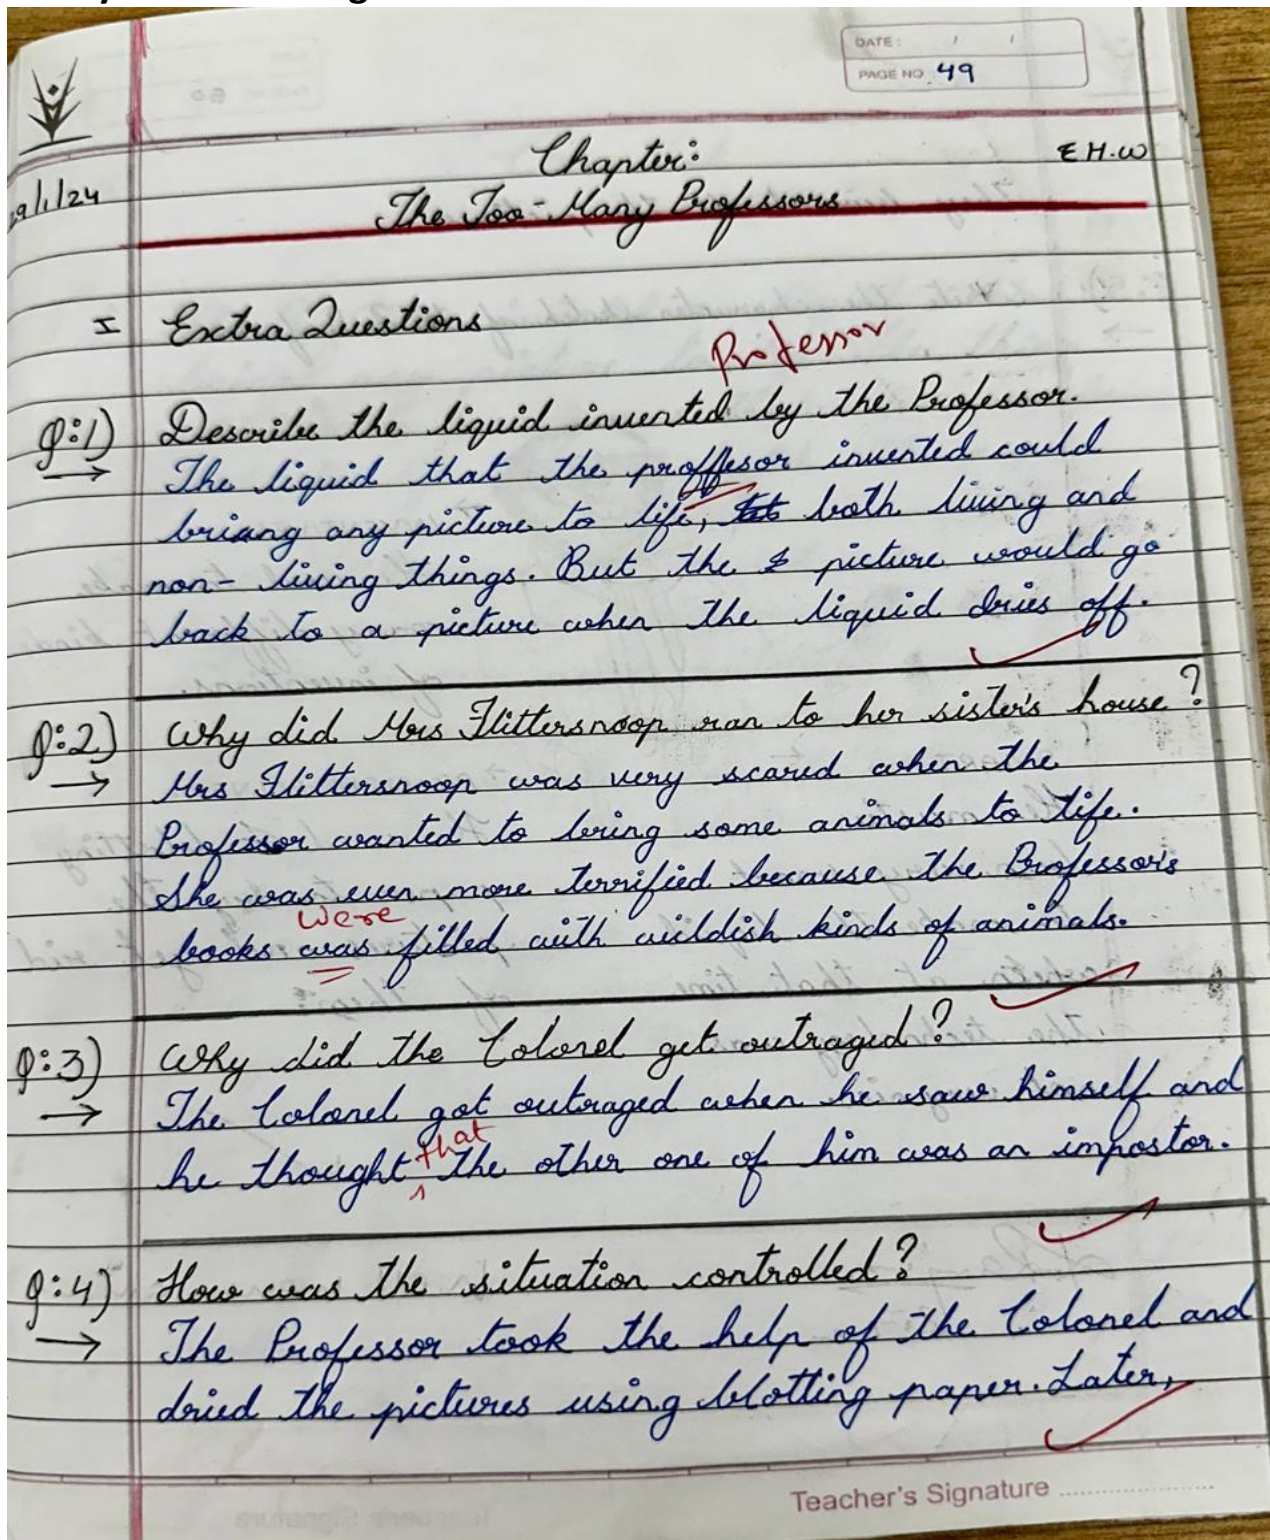 DATE: / /
PAGE NO. 49
Chapter:
E H.W
29/1/24
The Too-Many Professors
I Extra Questions
Professor
Q:1) Describe the liquid invented by the Professor.
The liquid that the proffesor invented could
briang any picture to life, both living and
non- living things. But the picture would go
back to a picture when the liquid dries off.
Q:2) Why did Mrs Flittersnoop ran to her sister's house?
Mrs Flittersnoop was very scared when the
Professor wanted to bring some animals to life.
She was even more terrified because the Professor's
were
books was filled with wildish kinds of animals.
Q:3) Why did the Colonel get outraged?
The Colonel got outraged when he saw himself and
that
he thought the other one of him was an impostor.
Q:4) How was the situation controlled?
The Professor took the help of the Colonel and
dried the pictures using blotting paper. Later,
Teacher's Signature